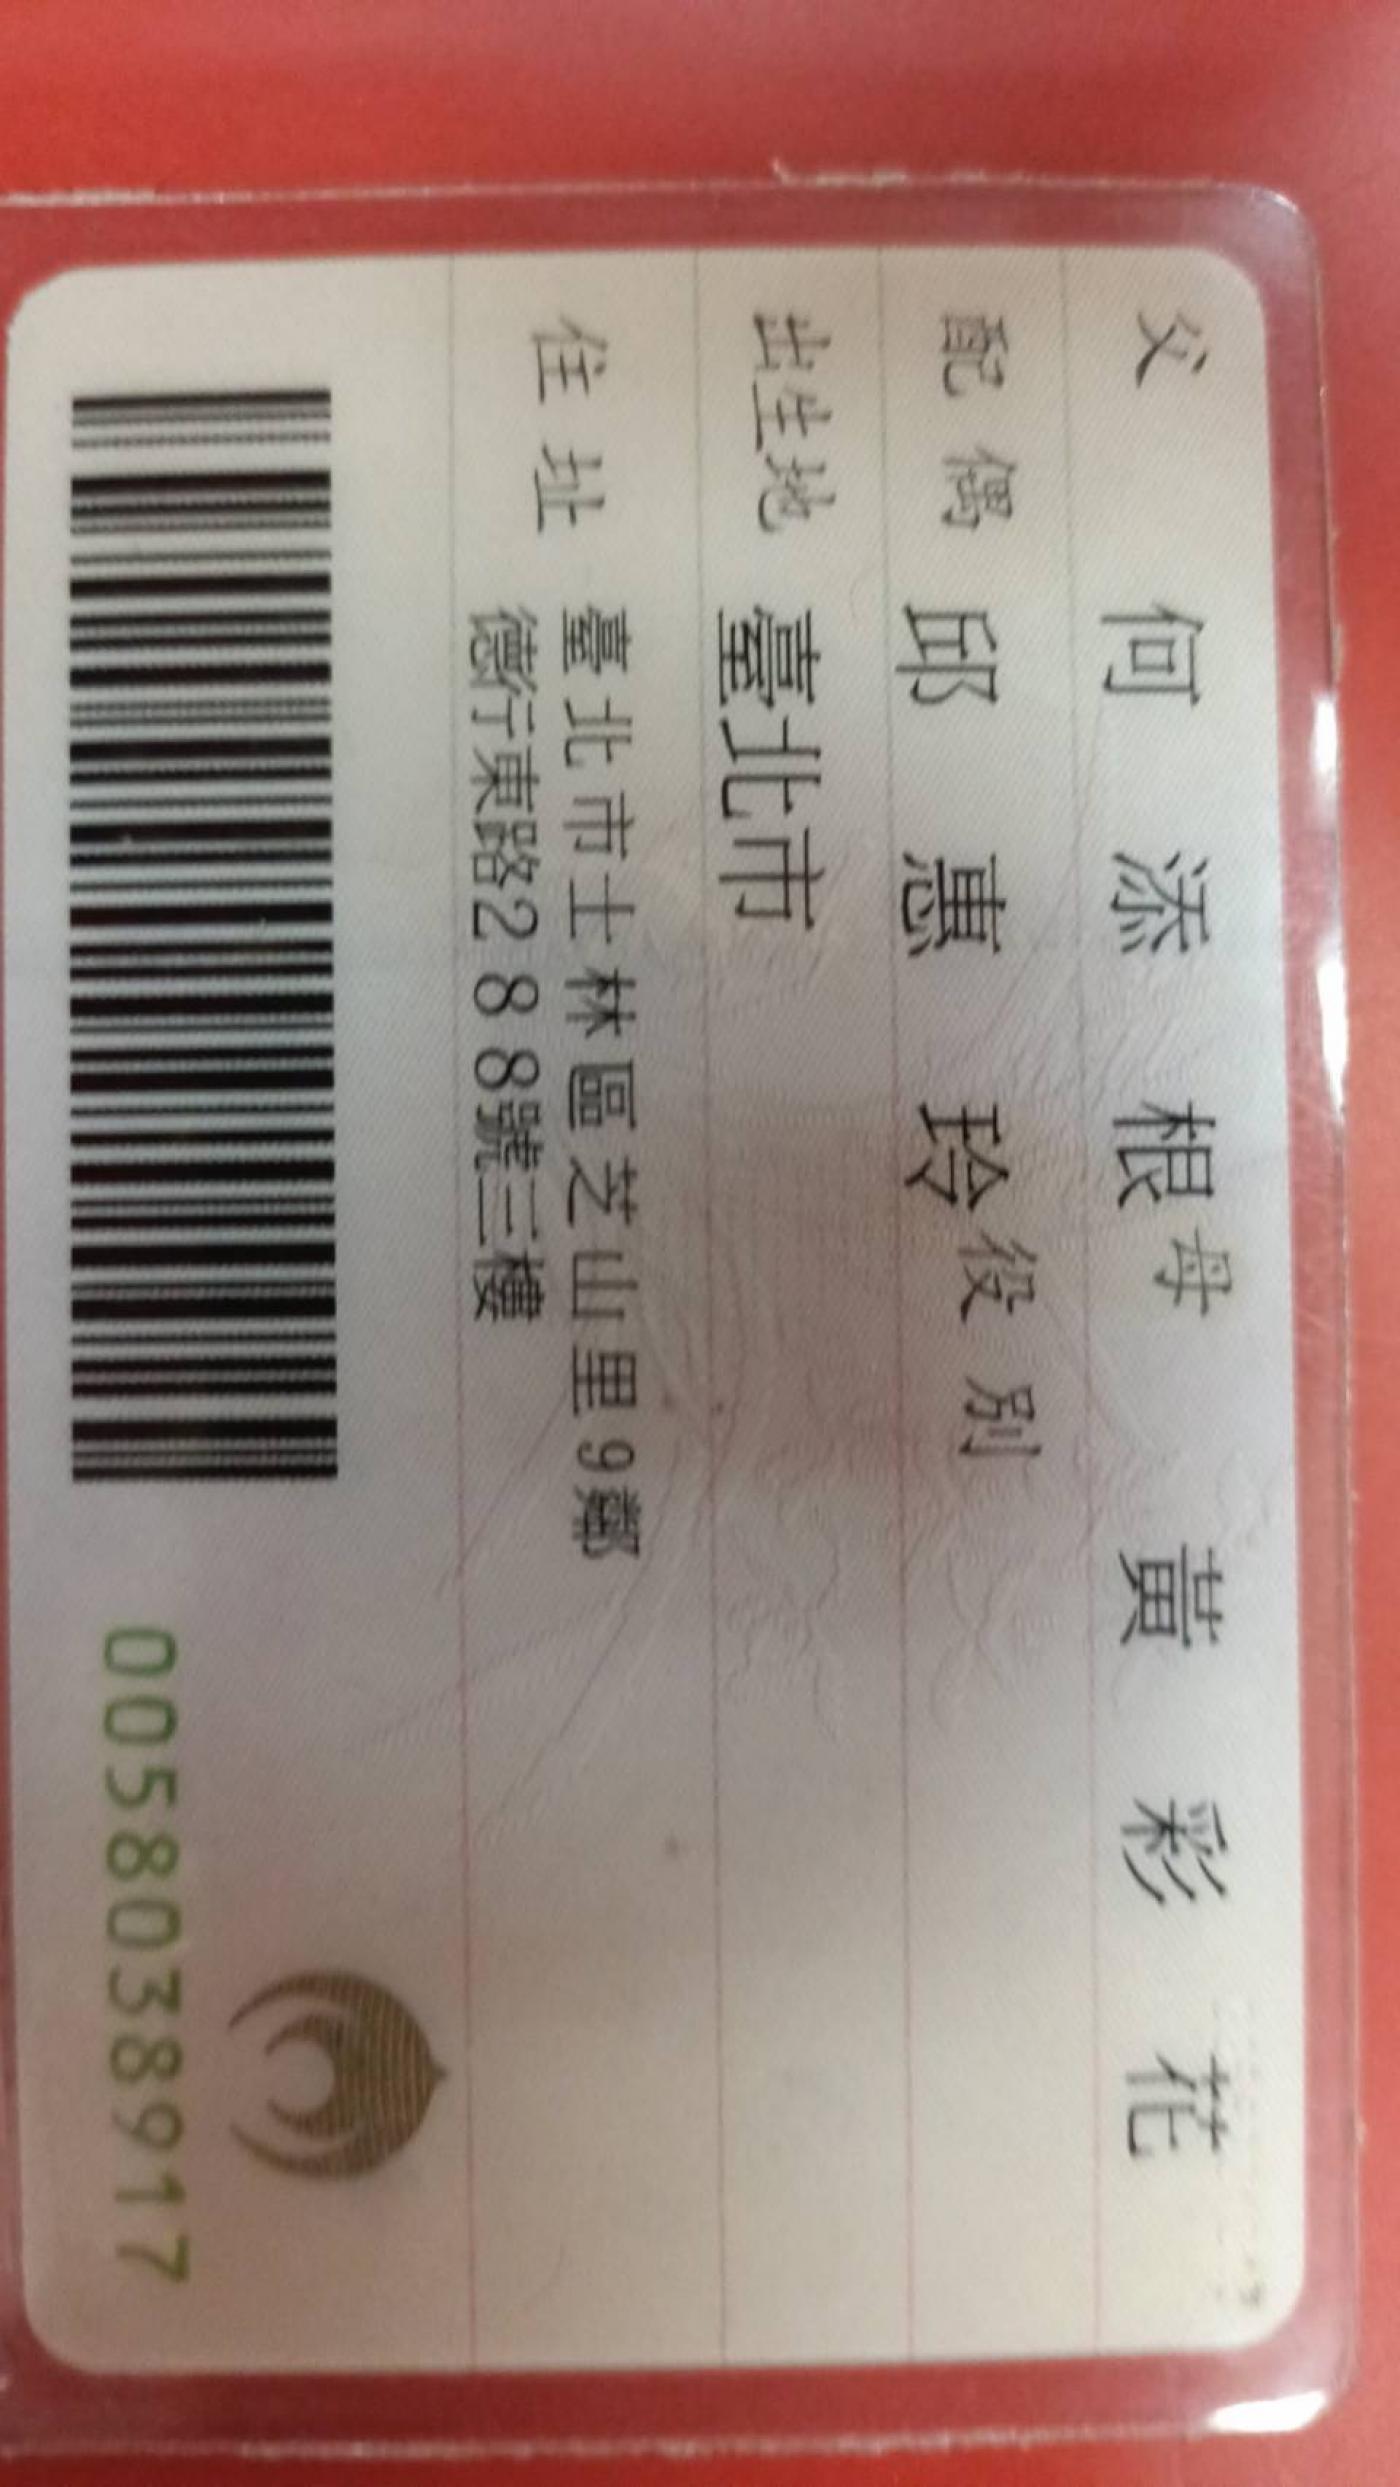 父 何添根 母 黃彩花
配偶 邱惠玲 役別
出生地 臺北市
住址 臺北市士林區芝山里9鄰
德行東路288號三樓
0058038917